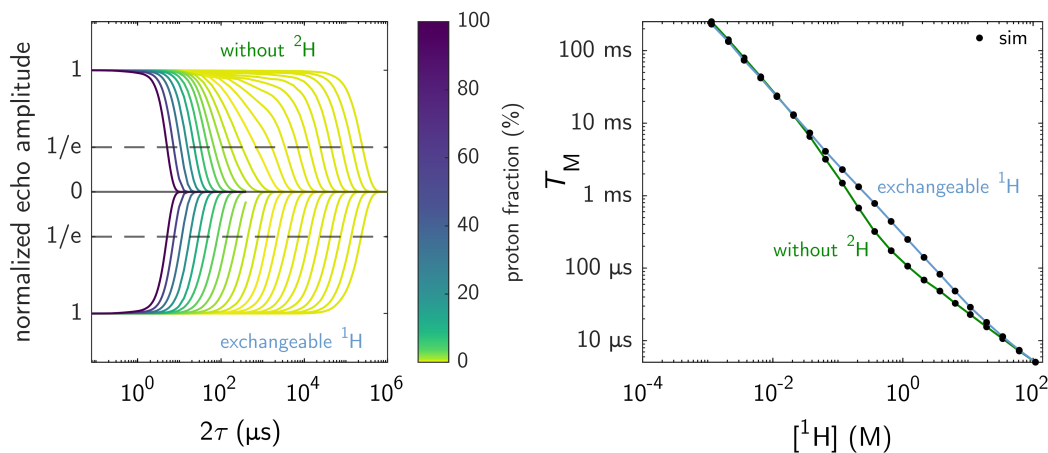 without ²H
normalized echo amplitude
1
1/e
0
1/e
1
exchangeable ¹H
10⁰ 10² 10⁴ 10⁶
2τ (μs)
100
80
60
40
20
0
proton fraction (%)
sim
T_M
100 ms
10 ms
1 ms
100 μs
10 μs
exchangeable ¹H
without ²H
10⁻⁴ 10⁻² 10⁰ 10²
[¹H] (M)